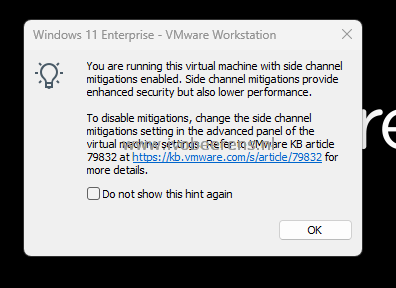 Windows 11 Enterprise - VMware Workstation
You are running this virtual machine with side channel
mitigations enabled. Side channel mitigations provide
enhanced security but also lower performance.
To disable mitigations, change the side channel
mitigations setting in the advanced panel of the
virtual machine settings. Refer to VMware KB article
79832 at https://kb.vmware.com/s/article/79832 for
more details.
www.ivobeerens.nl
Do not show this hint again
OK
re